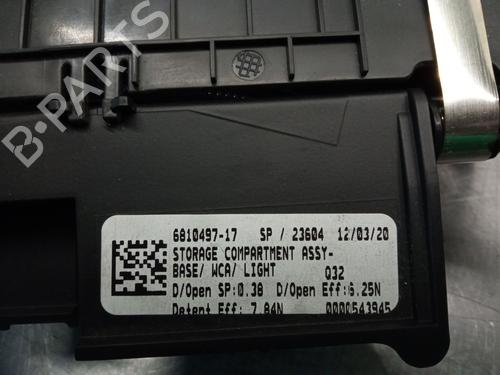 B-PARTS
6810497-17 SP / 23604 12/03/20
STORAGE COMPARTMENT ASSY-
BASE/ WCA/ LIGHT Q32
D/Open SP:0.38 D/Open Eff:6.25N
Detent Eff: 7.84N 0000543945